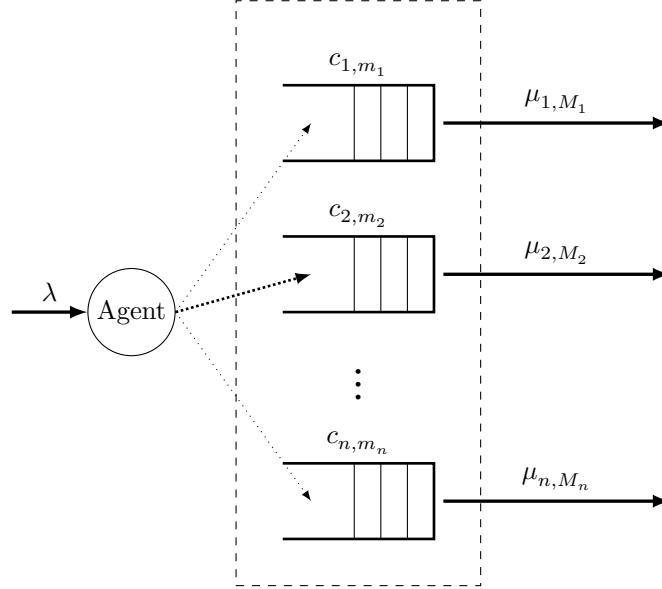 c_{1,m_1}
μ_{1,M_1}
c_{2,m_2}
μ_{2,M_2}
λ
Agent
c_{n,m_n}
μ_{n,M_n}